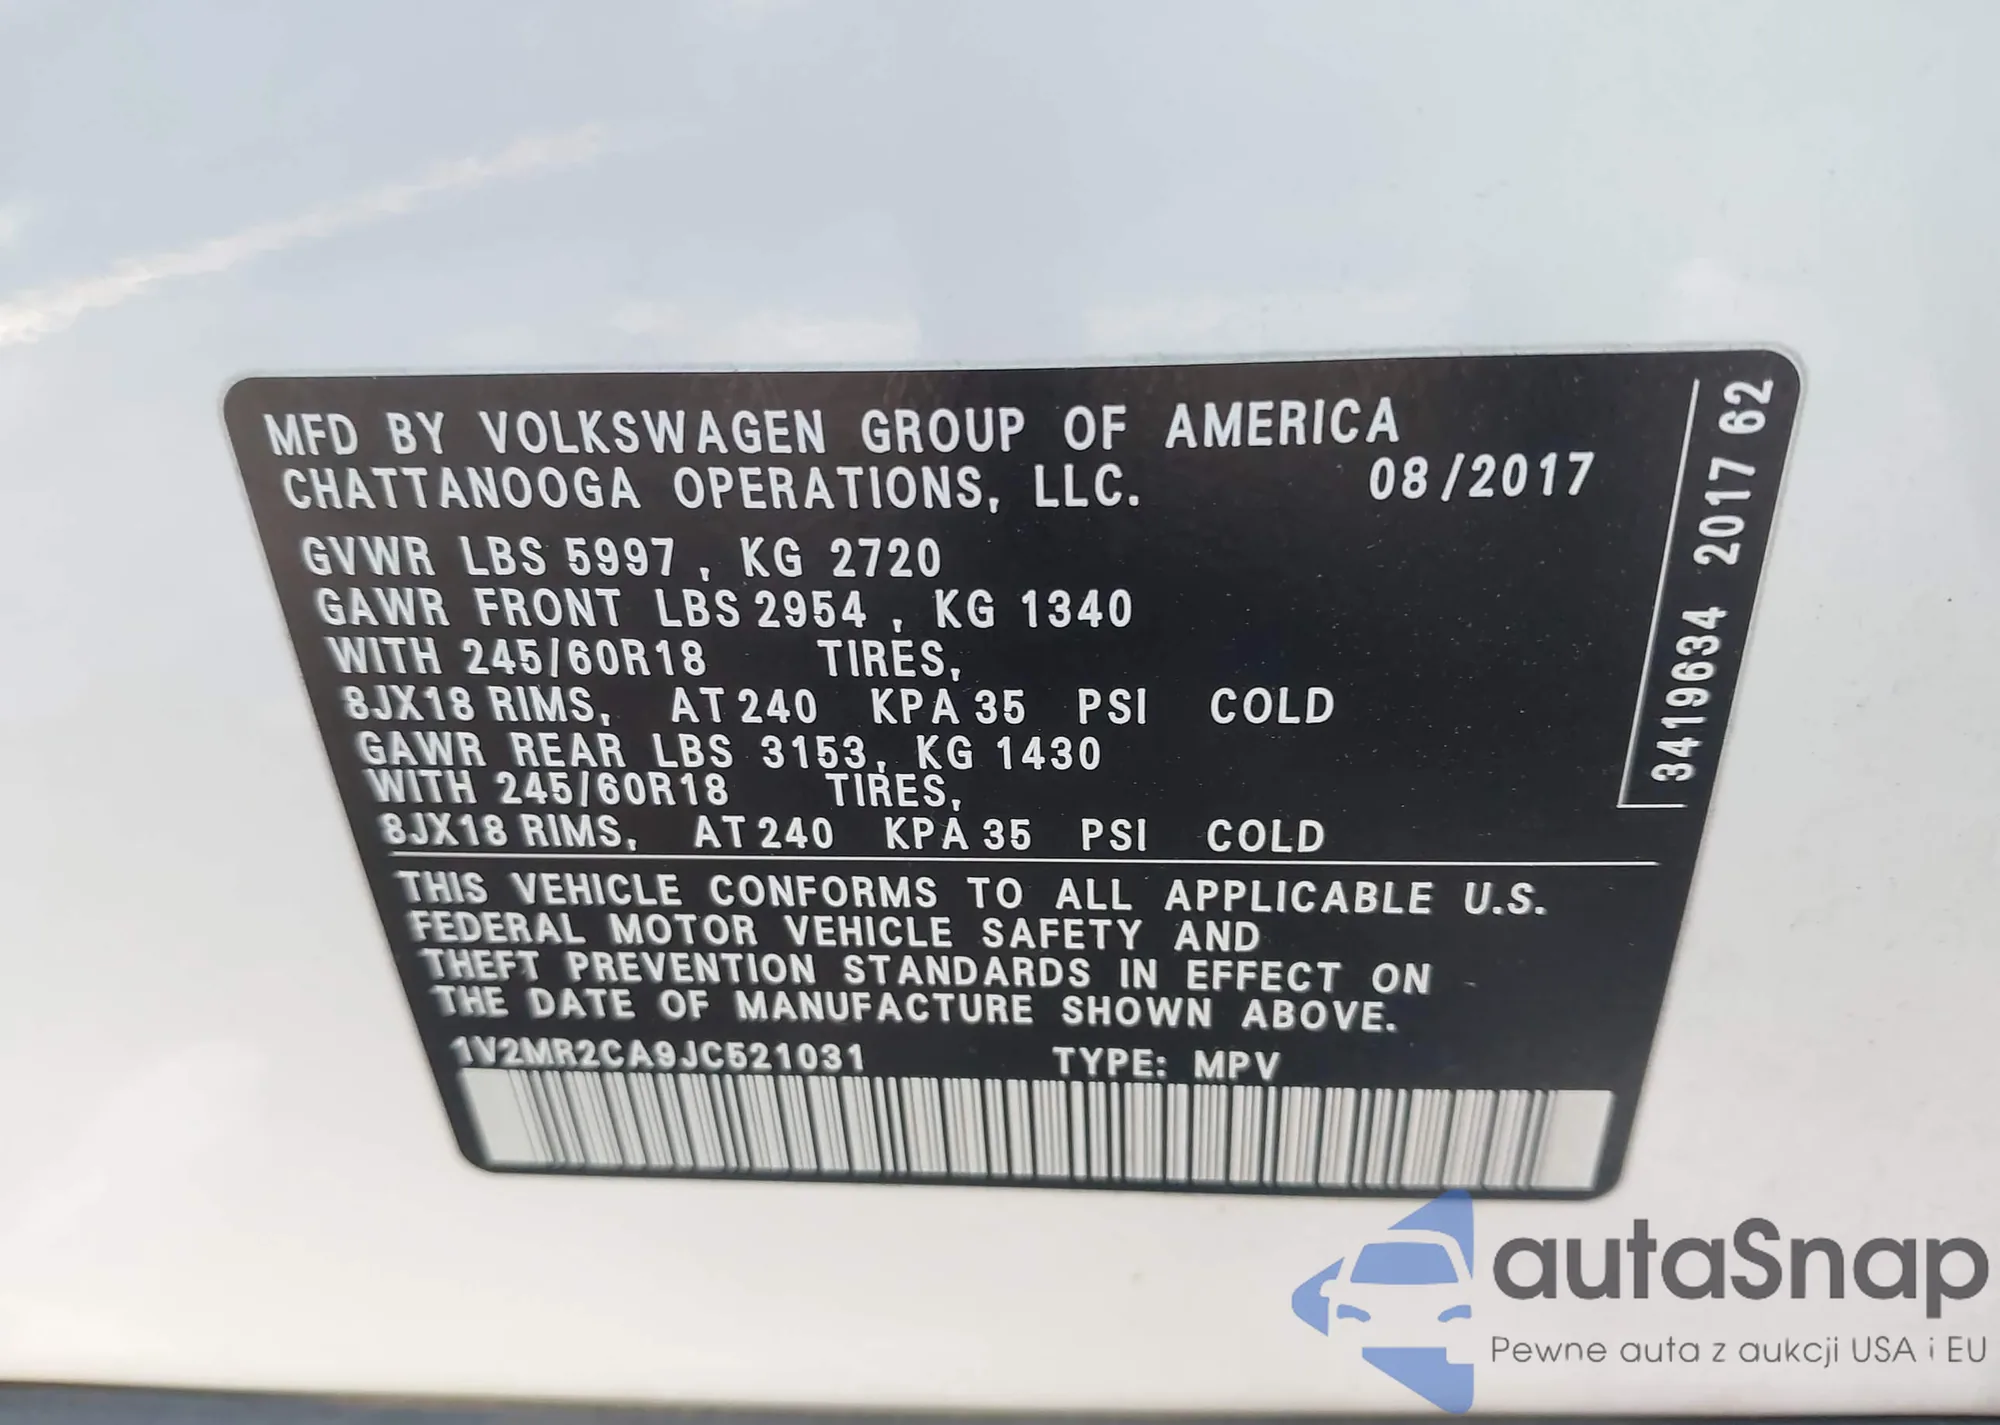 MFD BY VOLKSWAGEN GROUP OF AMERICA
CHATTANOOGA OPERATIONS, LLC. 08/2017
GVWR LBS 5997 , KG 2720
GAWR FRONT LBS 2954 , KG 1340
WITH 245/60R18 TIRES,
8JX18 RIMS, AT 240 KPA 35 PSI COLD
GAWR REAR LBS 3153, KG 1430
WITH 245/60R18 TIRES,
8JX18 RIMS, AT 240 KPA 35 PSI COLD
THIS VEHICLE CONFORMS TO ALL APPLICABLE U.S.
FEDERAL MOTOR VEHICLE SAFETY AND
THEFT PREVENTION STANDARDS IN EFFECT ON
THE DATE OF MANUFACTURE SHOWN ABOVE.
1V2MR2CA9JC521031 TYPE: MPV
3419634 2017 62
autaSnap
Pewne auta z aukcji USA i EU